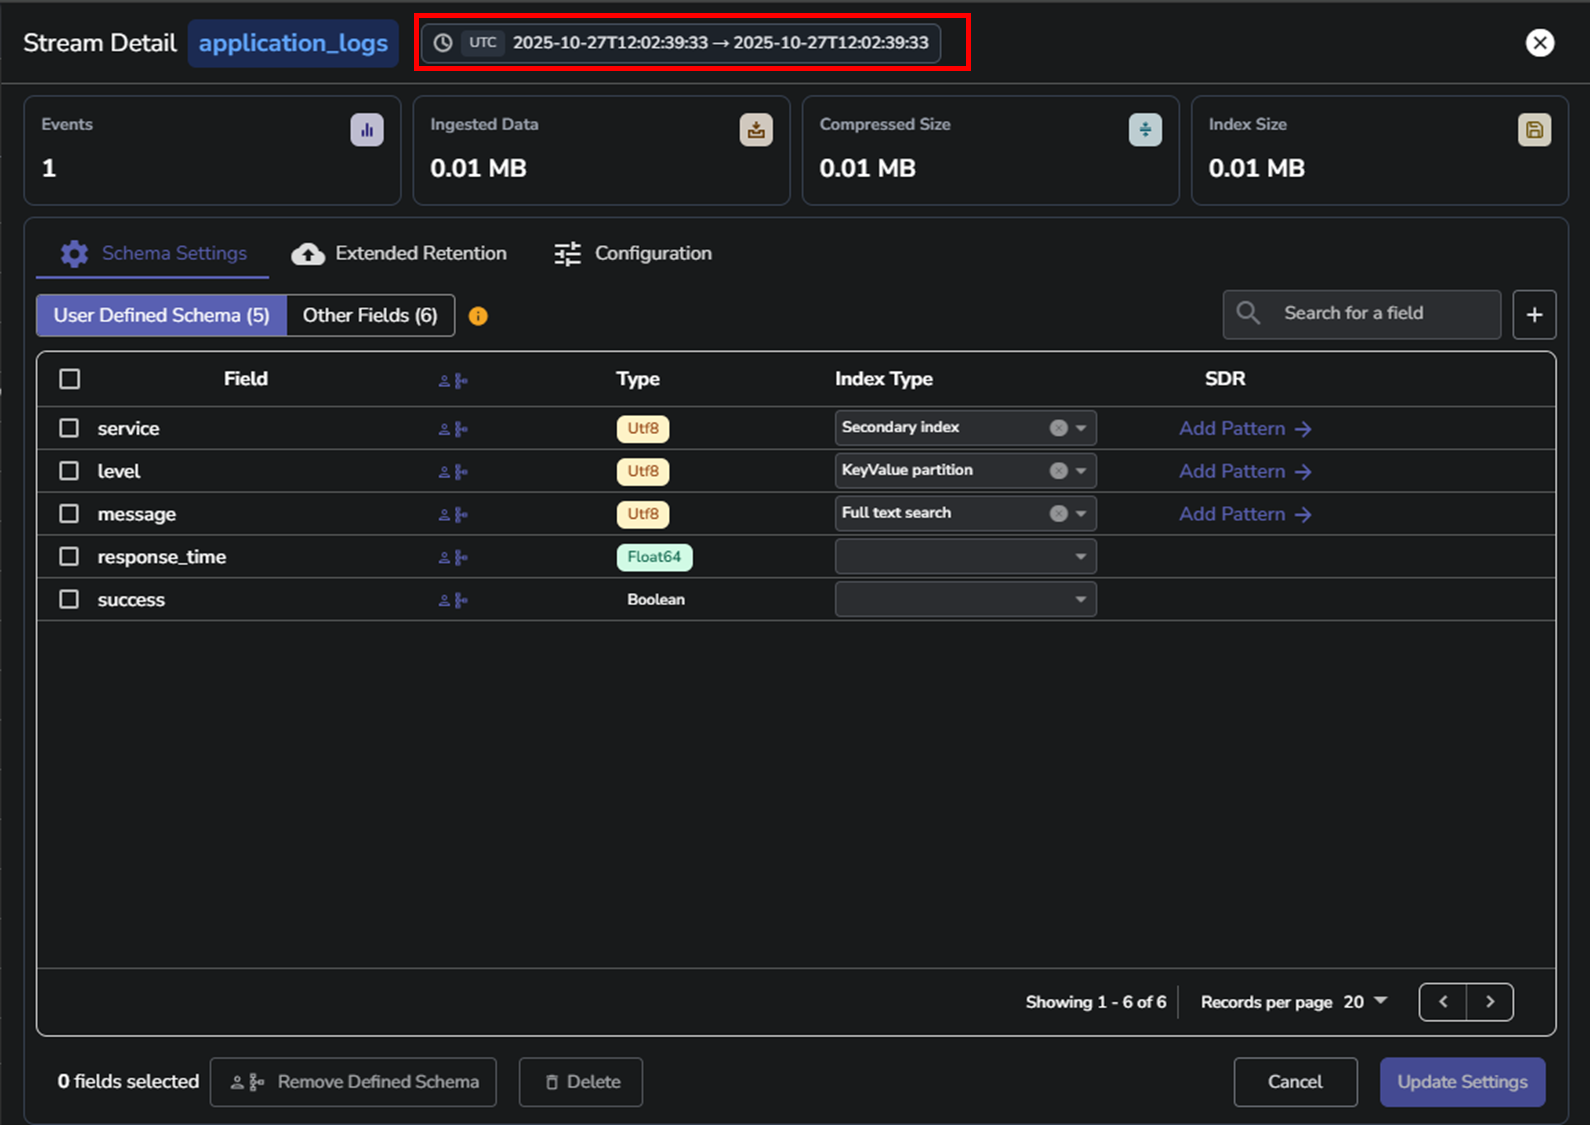 Stream Detail application_logs UTC 2025-10-27T12:02:39:33 → 2025-10-27T12:02:39:33
Events Ingested Data Compressed Size Index Size
1 0.01 MB 0.01 MB 0.01 MB
Schema Settings Extended Retention Configuration
User Defined Schema (5) Other Fields (6) Search for a field +
Field Type Index Type SDR
service Utf8 Secondary index Add Pattern →
level Utf8 KeyValue partition Add Pattern →
message Utf8 Full text search Add Pattern →
response_time Float64
success Boolean
Showing 1 - 6 of 6 Records per page 20
0 fields selected Remove Defined Schema Delete Cancel Update Settings